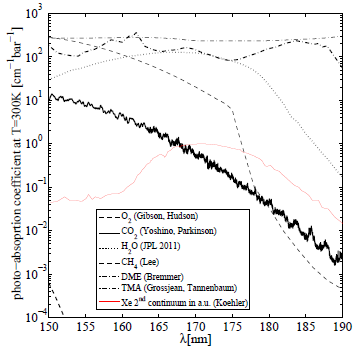 photo-absorption coefficient at T=300K [cm⁻¹bar⁻¹]
10³
10²
10¹
10⁰
10⁻¹
10⁻²
10⁻³
10⁻⁴
O₂ (Gibson, Hudson)
CO₂ (Yoshino, Parkinson)
H₂O (JPL 2011)
CH₄ (Lee)
DME (Bremmer)
TMA (Grossjean, Tannenbaum)
Xe 2ⁿᵈ continuum in a.u. (Koehler)
150 155 160 165 170 175 180 185 190
λ[nm]